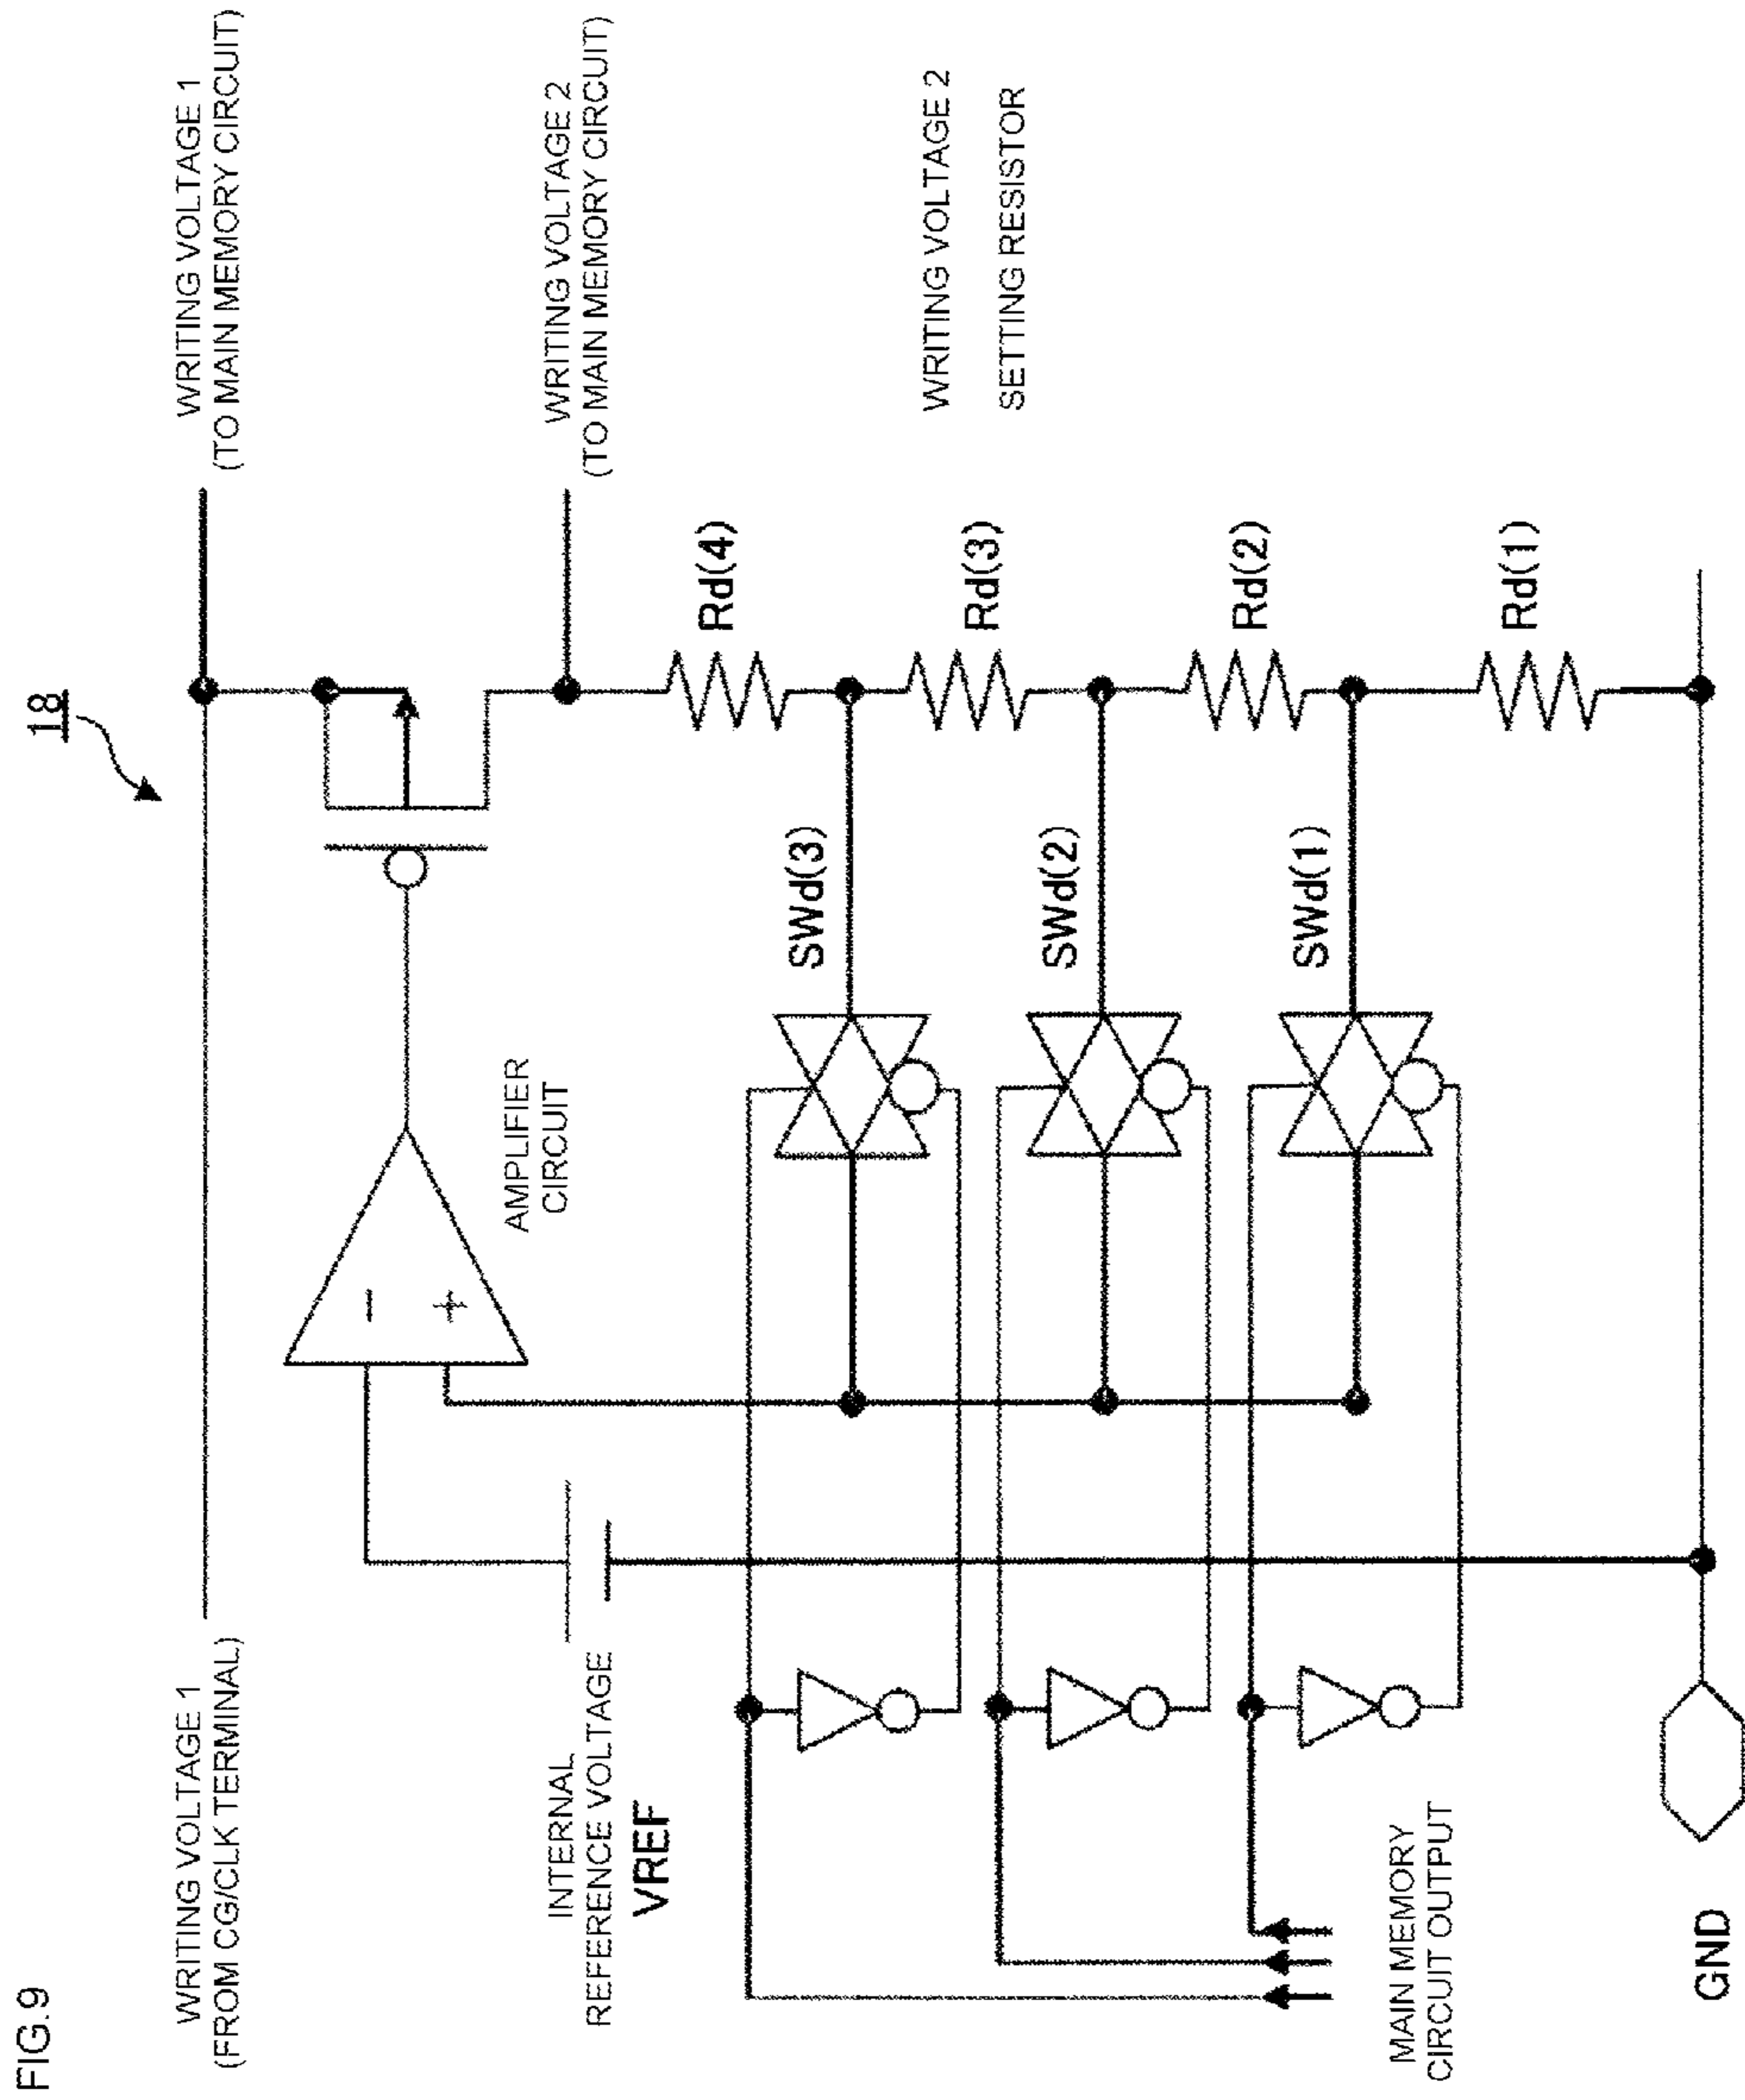 FIG.9
18
WRITING VOLTAGE 1
(FROM CG/CLK TERMINAL)
WRITING VOLTAGE 1
(TO MAIN MEMORY CIRCUIT)
−
+
AMPLIFIER
CIRCUIT
WRITING VOLTAGE 2
(TO MAIN MEMORY CIRCUIT)
INTERNAL
REFERENCE VOLTAGE
VREF
Rd(4)
SWd(3)
Rd(3)
WRITING VOLTAGE 2
SETTING RESISTOR
SWd(2)
Rd(2)
SWd(1)
Rd(1)
MAIN MEMORY
CIRCUIT OUTPUT
GND